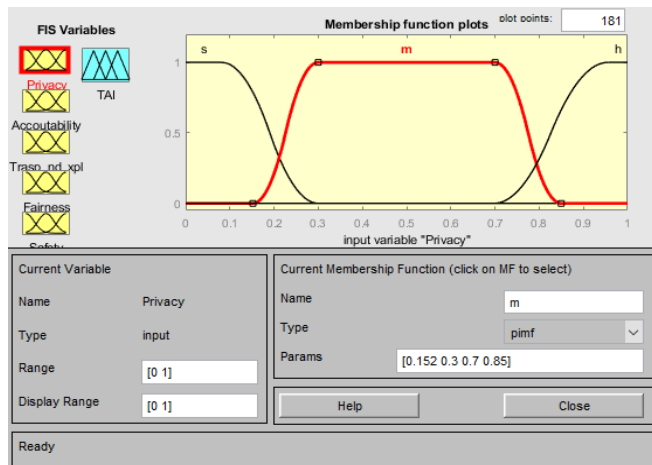 FIS Variables
Membership function plots
plot points:
181
Privacy
TAI
Accoutability
Trasp_nd_xpl
Fairness
Safety
s
m
h
1
0.5
0
0 0.1 0.2 0.3 0.4 0.5 0.6 0.7 0.8 0.9 1
input variable "Privacy"
Current Variable
Name Privacy
Type input
Range [0 1]
Display Range [0 1]
Current Membership Function (click on MF to select)
Name m
Type pimf
Params [0.152 0.3 0.7 0.85]
Help Close
Ready